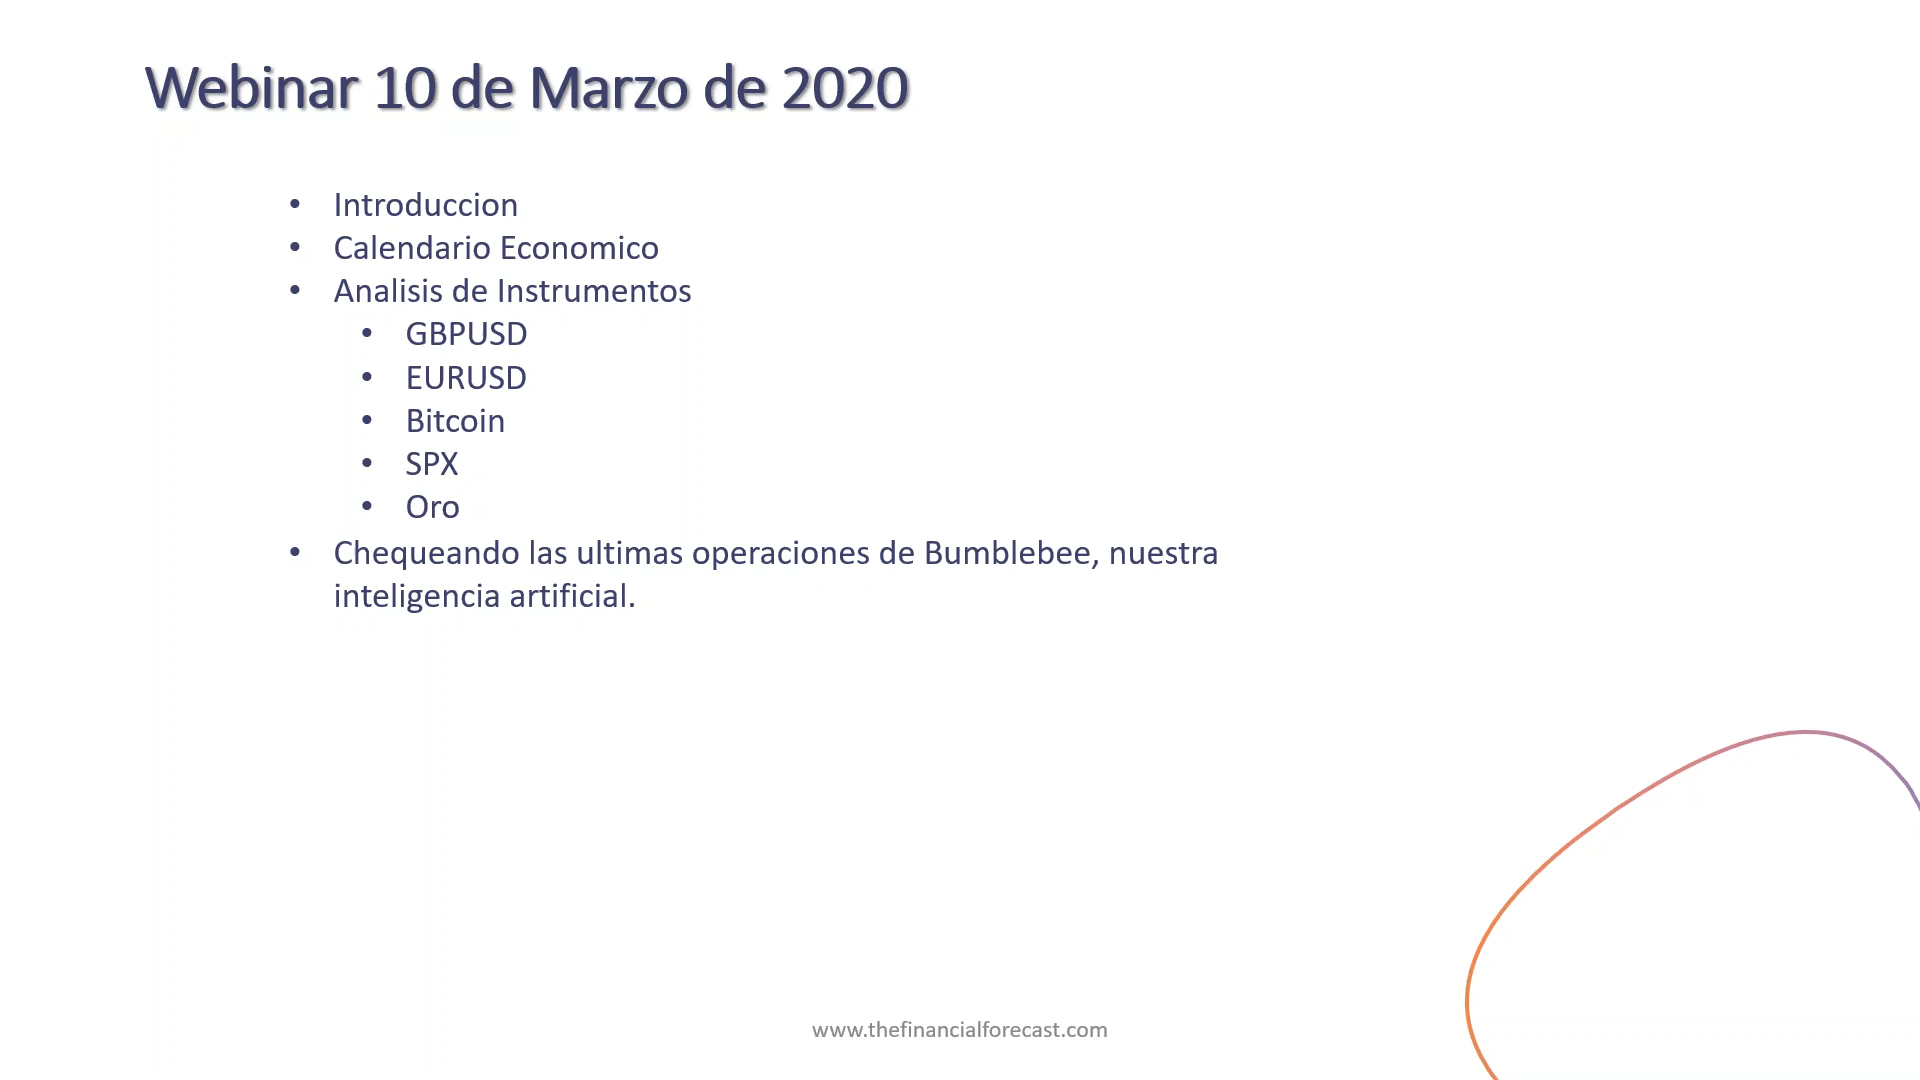 Webinar 10 de Marzo de 2020
• Introduccion
• Calendario Economico
• Analisis de Instrumentos
• GBPUSD
• EURUSD
• Bitcoin
• SPX
• Oro
• Chequeando las ultimas operaciones de Bumblebee, nuestra
inteligencia artificial.
www.thefinancialforecast.com